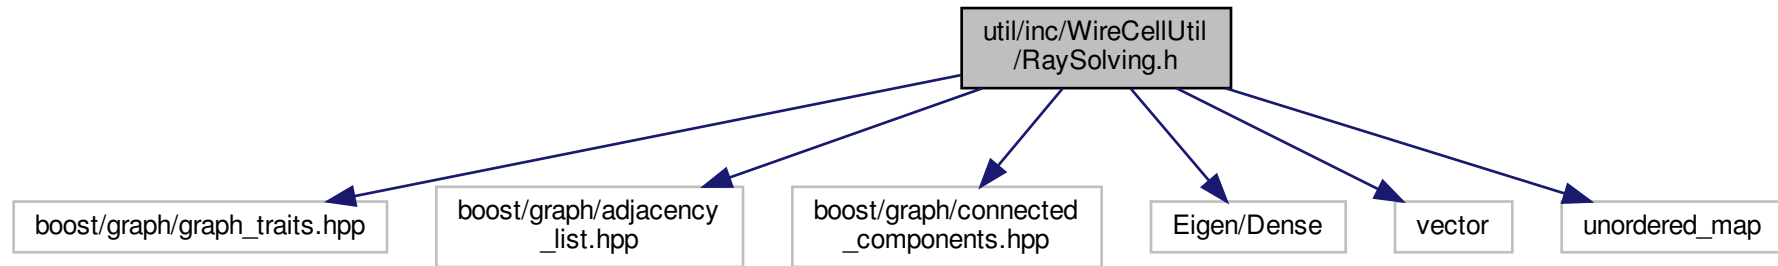 util/inc/WireCellUtil
/RaySolving.h
boost/graph/graph_traits.hpp
boost/graph/adjacency
_list.hpp
boost/graph/connected
_components.hpp
Eigen/Dense
vector
unordered_map